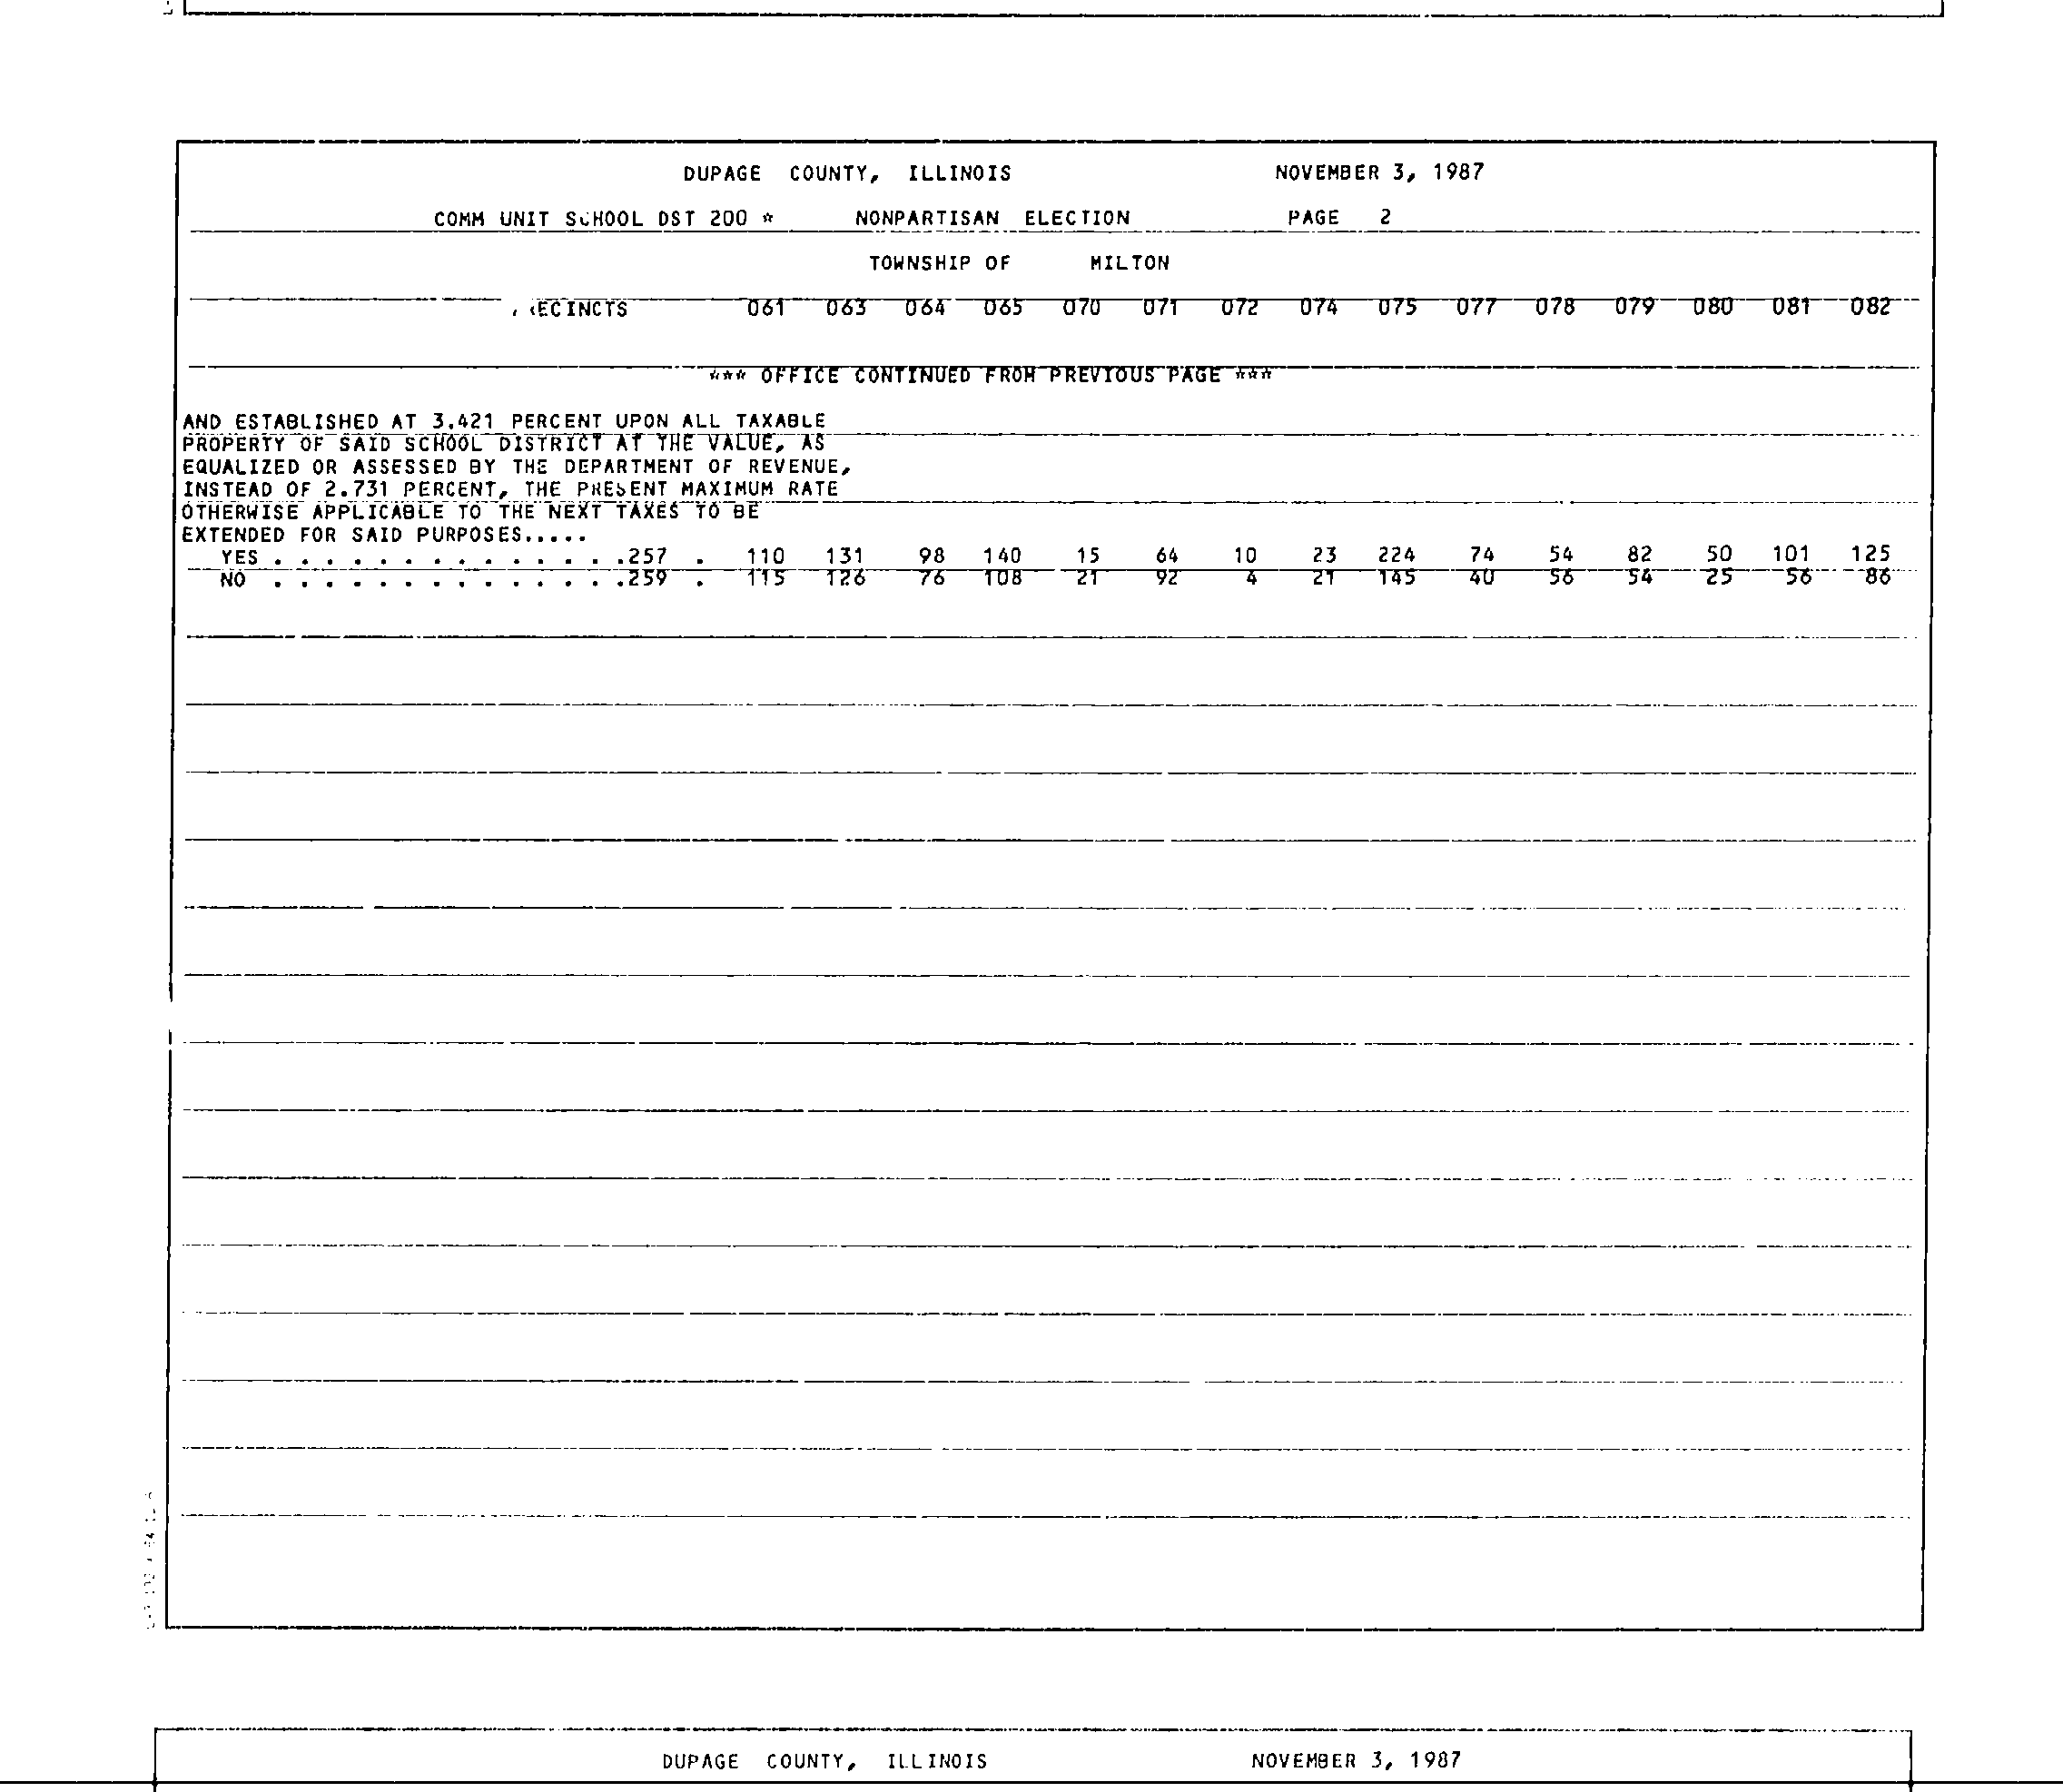 DUPAGE COUNTY, ILLINOIS NOVEMBER 3, 1987
COMM UNIT SCHOOL DST 200 * NONPARTISAN ELECTION PAGE 2
TOWNSHIP OF MILTON
ECINCTS 061 063 064 065 070 071 072 074 075 077 078 079 080 081 082
*** OFFICE CONTINUED FROM PREVIOUS PAGE ***
AND ESTABLISHED AT 3.421 PERCENT UPON ALL TAXABLE
PROPERTY OF SAID SCHOOL DISTRICT AT THE VALUE, AS
EQUALIZED OR ASSESSED BY THE DEPARTMENT OF REVENUE,
INSTEAD OF 2.731 PERCENT, THE PRESENT MAXIMUM RATE
OTHERWISE APPLICABLE TO THE NEXT TAXES TO BE
EXTENDED FOR SAID PURPOSES.....
YES . . . . . . . . . . . . . .257 . 110 131 98 140 15 64 10 23 224 74 54 82 50 101 125
NO . . . . . . . . . . . . . .259 . 115 126 76 108 21 92 4 21 145 40 56 54 25 56 86
DUPAGE COUNTY, ILLINOIS NOVEMBER 3, 1987